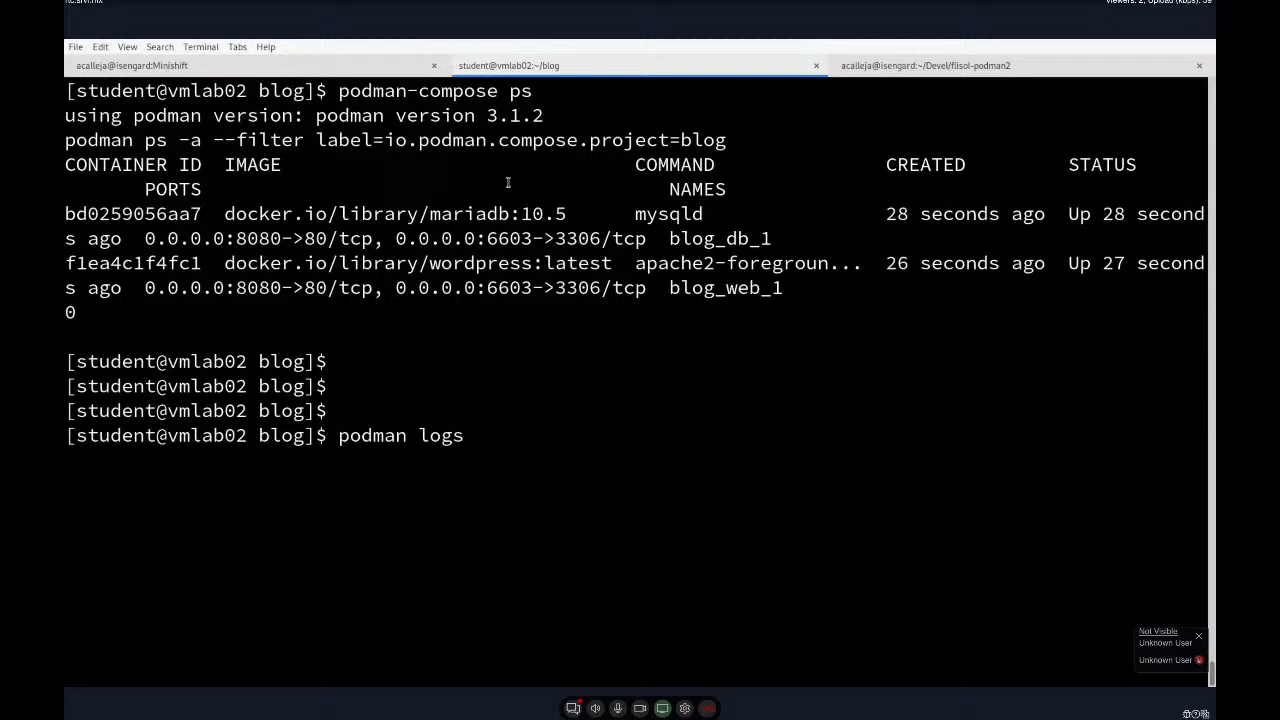 Viewers: 2, Upload (kbps): 59
File Edit View Search Terminal Tabs Help
acalleja@isengard:Minishift × student@vmlab02:~/blog × acalleja@isengard:~/Devel/flisol-podman2 ×
[student@vmlab02 blog]$ podman-compose ps
using podman version: podman version 3.1.2
podman ps -a --filter label=io.podman.compose.project=blog
CONTAINER ID  IMAGE                               COMMAND               CREATED         STATUS
       PORTS                                         NAMES
bd0259056aa7  docker.io/library/mariadb:10.5      mysqld                28 seconds ago  Up 28 second
s ago  0.0.0.0:8080->80/tcp, 0.0.0.0:6603->3306/tcp  blog_db_1
f1ea4c1f4fc1  docker.io/library/wordpress:latest  apache2-foregroun...  26 seconds ago  Up 27 second
s ago  0.0.0.0:8080->80/tcp, 0.0.0.0:6603->3306/tcp  blog_web_1
0
[student@vmlab02 blog]$
[student@vmlab02 blog]$
[student@vmlab02 blog]$
[student@vmlab02 blog]$ podman logs
Not Visible
Unknown User
Unknown User